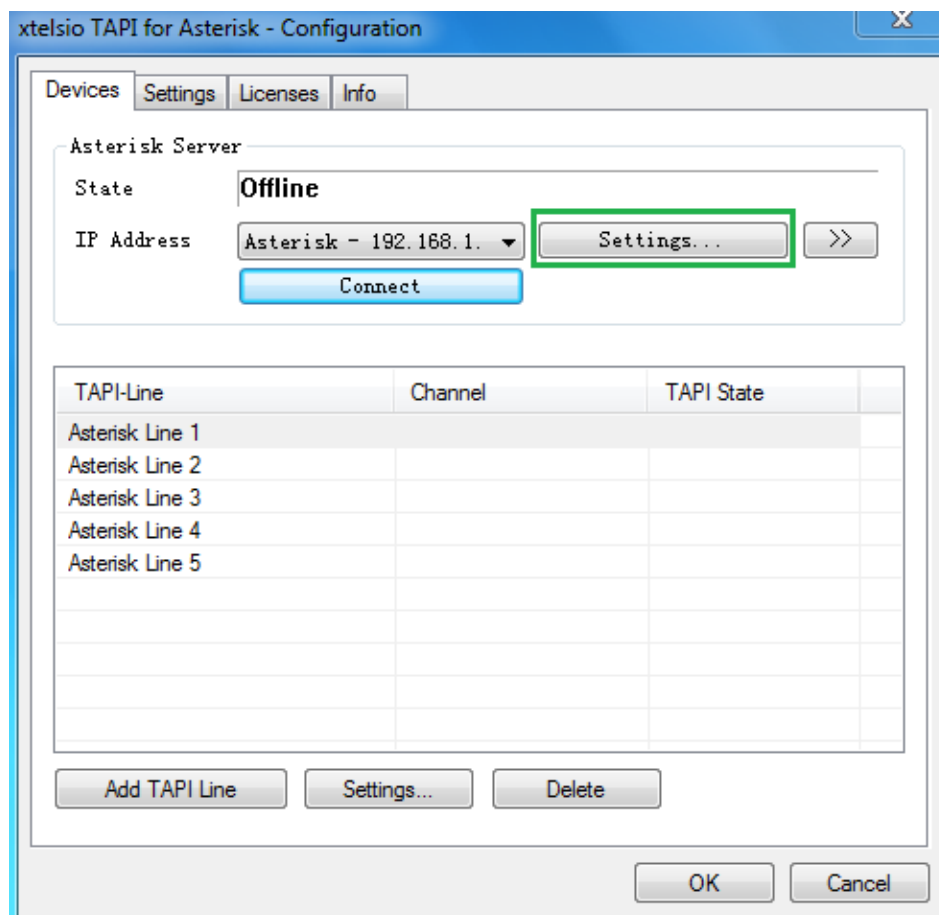 xtelsio TAPI for Asterisk - Configuration
Devices Settings Licenses Info
Asterisk Server
State Offline
IP Address Asterisk - 192.168.1. Settings... >>
Connect
TAPI-Line Channel TAPI State
Asterisk Line 1
Asterisk Line 2
Asterisk Line 3
Asterisk Line 4
Asterisk Line 5
Add TAPI Line Settings... Delete
OK Cancel